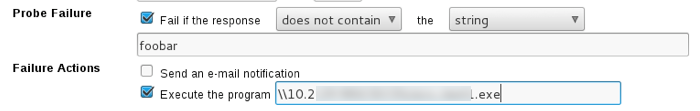 Probe Failure
Fail if the response does not contain the string
foobar
Failure Actions
Send an e-mail notification
Execute the program \\10.2 .exe